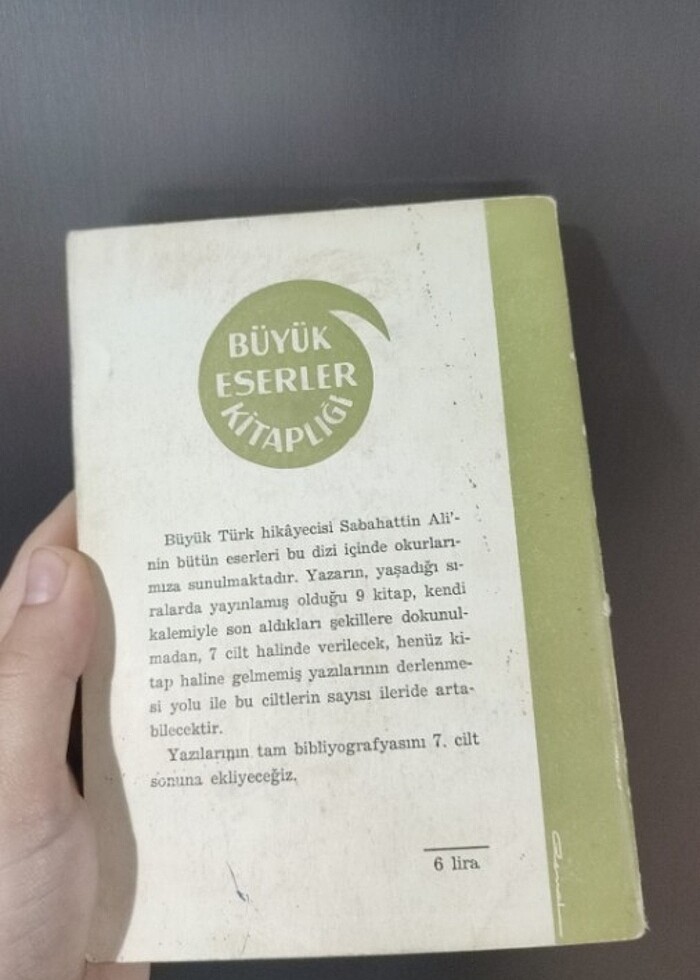 BÜYÜK
ESERLER
KİTAPLIĞI
Büyük Türk hikâyecisi Sabahattin Ali'-
nin bütün eserleri bu dizi içinde okurları-
mıza sunulmaktadır. Yazarın, yaşadığı sı-
ralarda yayınlamış olduğu 9 kitap, kendi
kalemiyle son aldıkları şekillere dokunul-
madan, 7 cilt halinde verilecek, henüz ki-
tap haline gelmemiş yazılarının derlenme-
si yolu ile bu ciltlerin sayısı ileride arta-
bilecektir.
Yazılarının tam bibliyografyasını 7. cilt
sonuna ekliyeceğiz.
6 lira